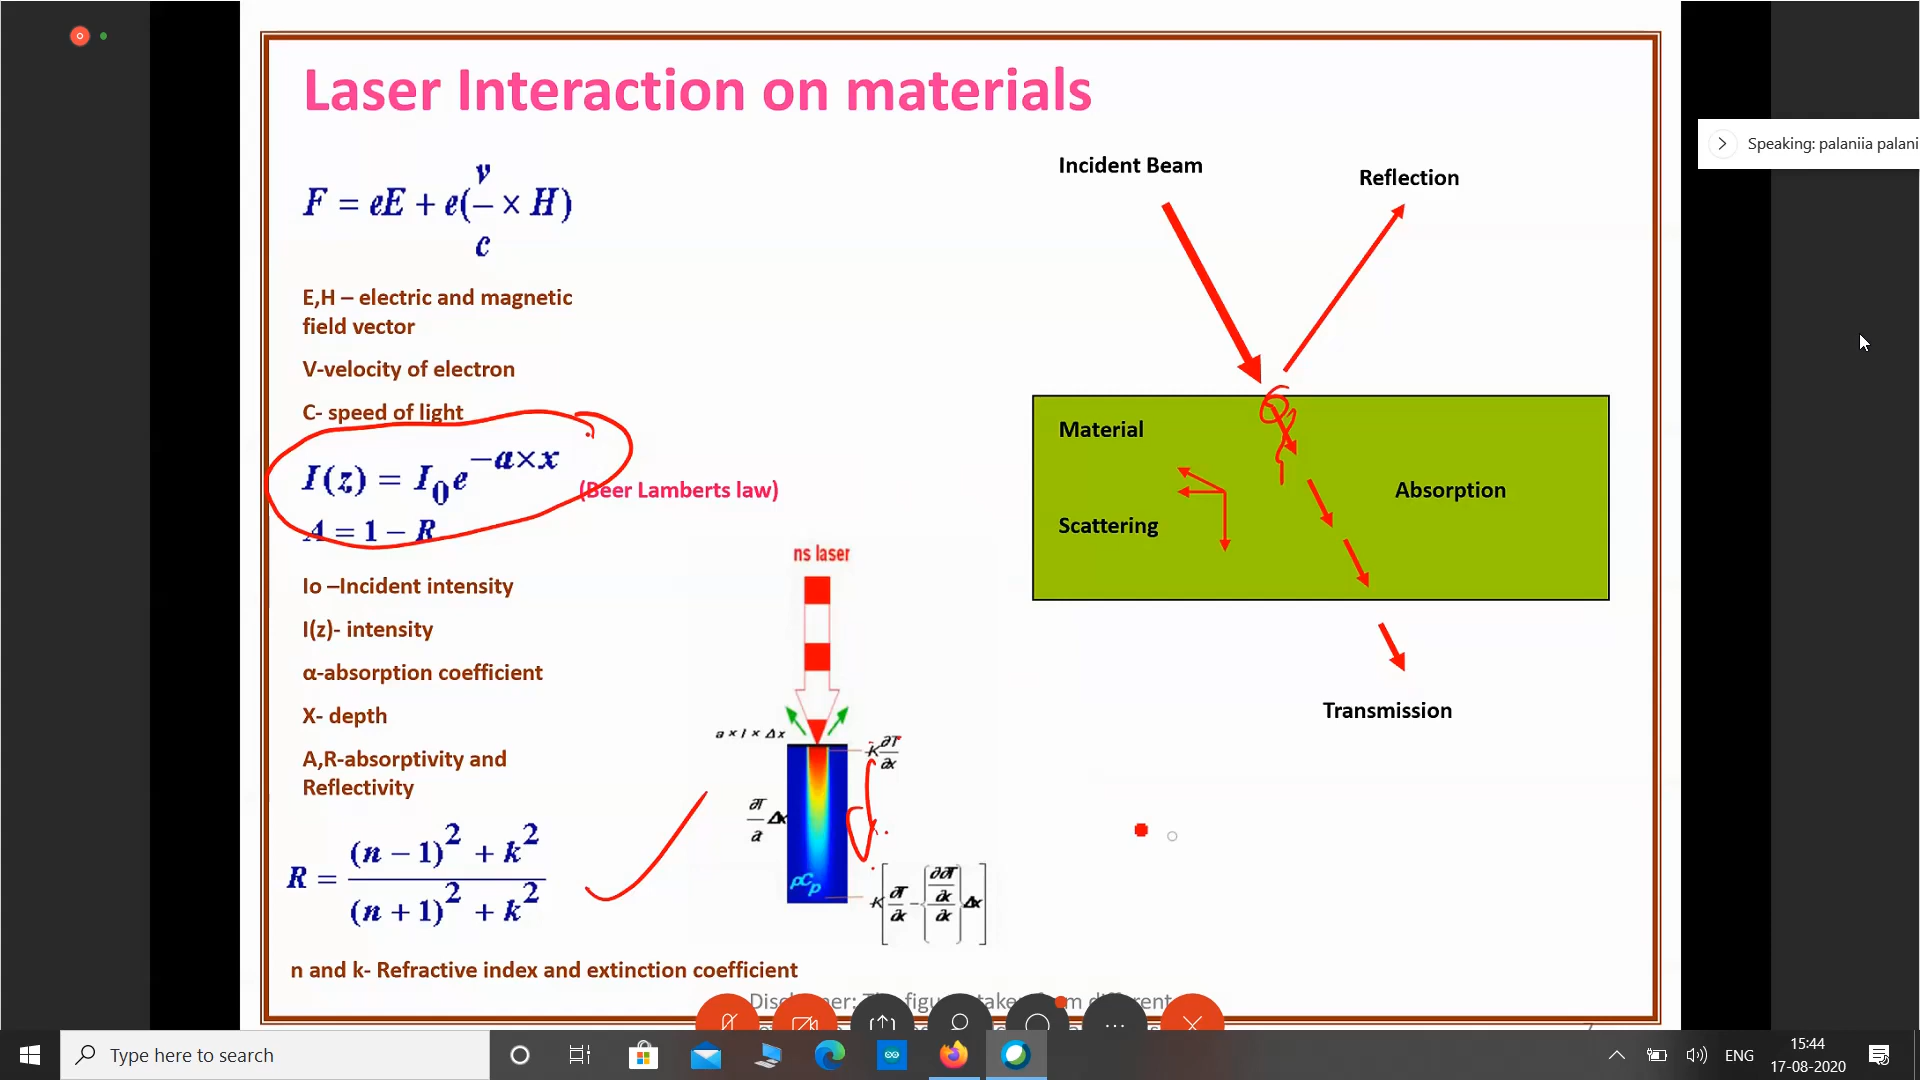 Laser Interaction on materials
Speaking: palaniia palani
Incident Beam
Reflection
F = eE + e(v/c × H)
E,H – electric and magnetic
field vector
V-velocity of electron
C- speed of light
I(z) = I₀e^(−a×x)
(Beer Lamberts law)
A = 1 − R
Io –Incident intensity
I(z)- intensity
α-absorption coefficient
X- depth
A,R-absorptivity and
Reflectivity
R = ((n − 1)² + k²) / ((n + 1)² + k²)
n and k- Refractive index and extinction coefficient
ns laser
a × I × Δx
ρCp
Material
Absorption
Scattering
Transmission
Type here to search
ENG
15:44
17-08-2020